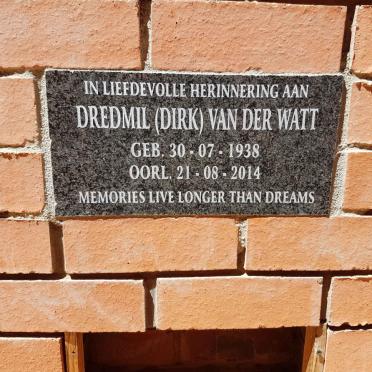 IN LIEFDEVOLLE HERINNERING AAN
DREDMIL (DIRK) VAN DER WATT
GEB. 30 - 07 - 1938
OORL. 21 - 08 - 2014
MEMORIES LIVE LONGER THAN DREAMS